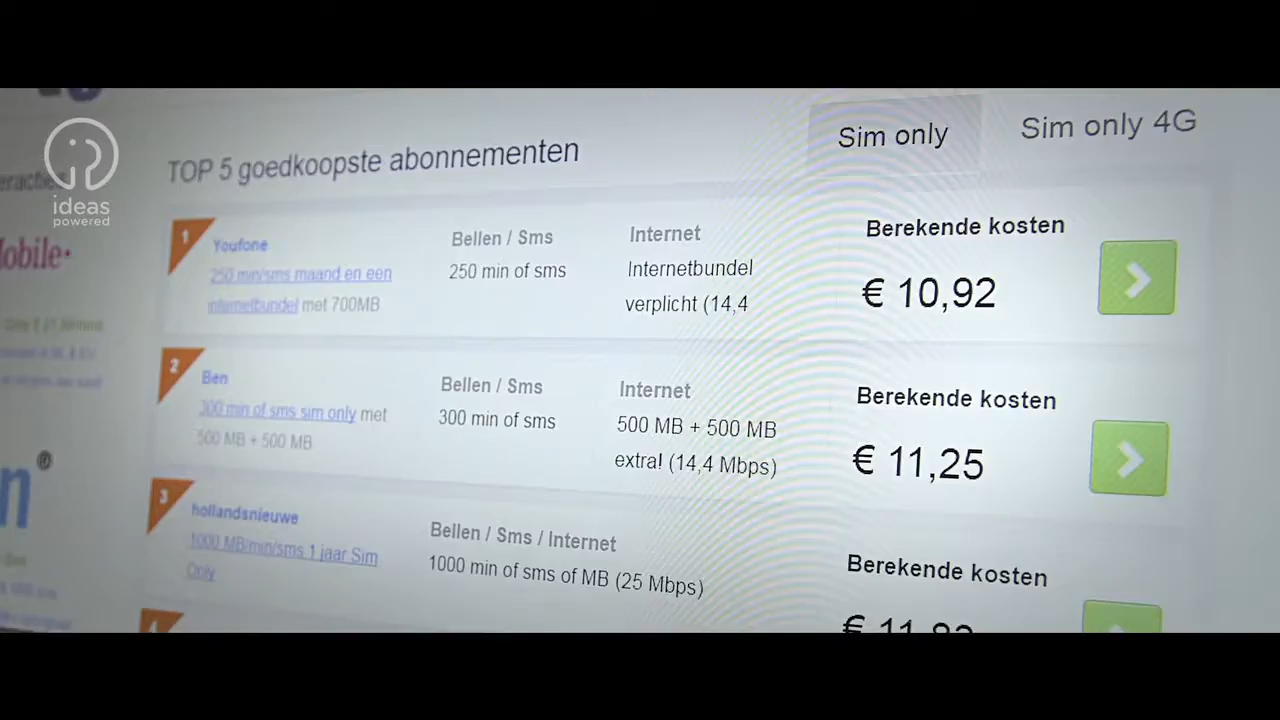 ideas
powered
Mobile•
®
TOP 5 goedkoopste abonnementen
Sim only
Sim only 4G
1
Youfone
250 min/sms maand en een
internetbundel met 700MB
Bellen / Sms
250 min of sms
Internet
Internetbundel
verplicht (14,4
Berekende kosten
€ 10,92
2
Ben
300 min of sms sim only met
500 MB + 500 MB
Bellen / Sms
300 min of sms
Internet
500 MB + 500 MB
extra! (14,4 Mbps)
Berekende kosten
€ 11,25
3
hollandsnieuwe
1000 MB/min/sms 1 jaar Sim
Only
Bellen / Sms / Internet
1000 min of sms of MB (25 Mbps)
Berekende kosten